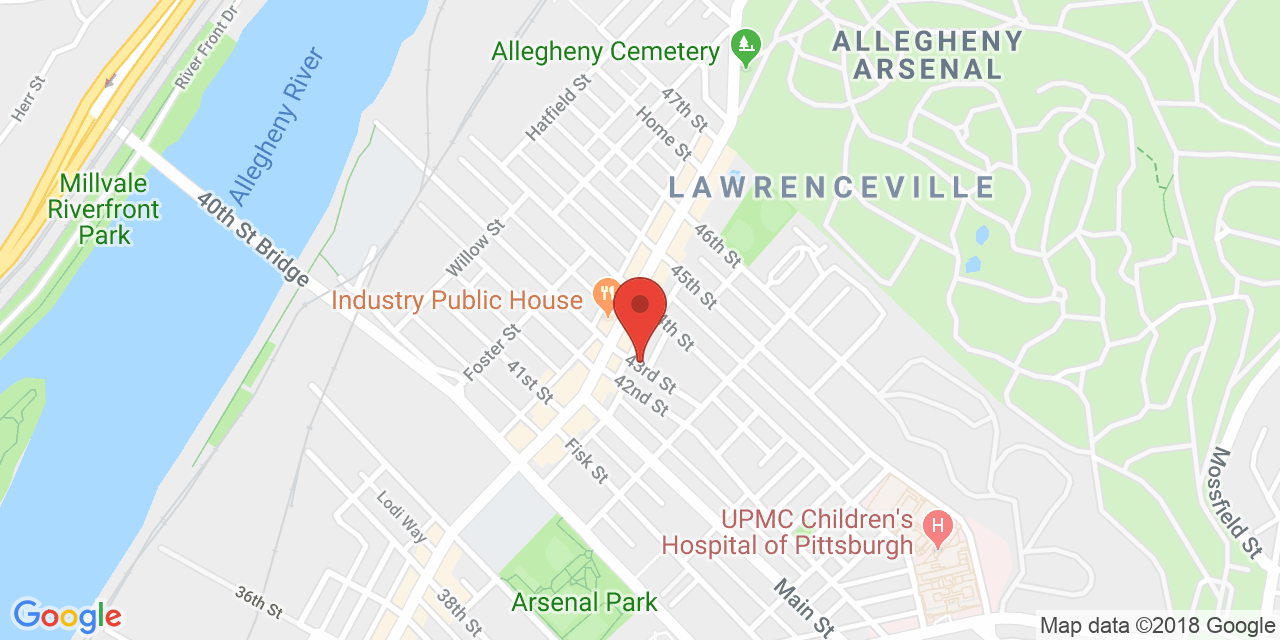 Herr St
River Front Dr
Allegheny River
Hatfield St
Allegheny Cemetery
47th St
Home St
ALLEGHENY
ARSENAL
LAWRENCEVILLE
Millvale
Riverfront
Park
40th St Bridge
Willow St
46th St
45th St
Industry Public House
4th St
Foster St
43rd St
41st St
42nd St
Fisk St
Mossfield St
Lodi Way
UPMC Children's
Hospital of Pittsburgh
H
Arsenal Park
Main St
36th St
38th St
Google
Map data ©2018 Google